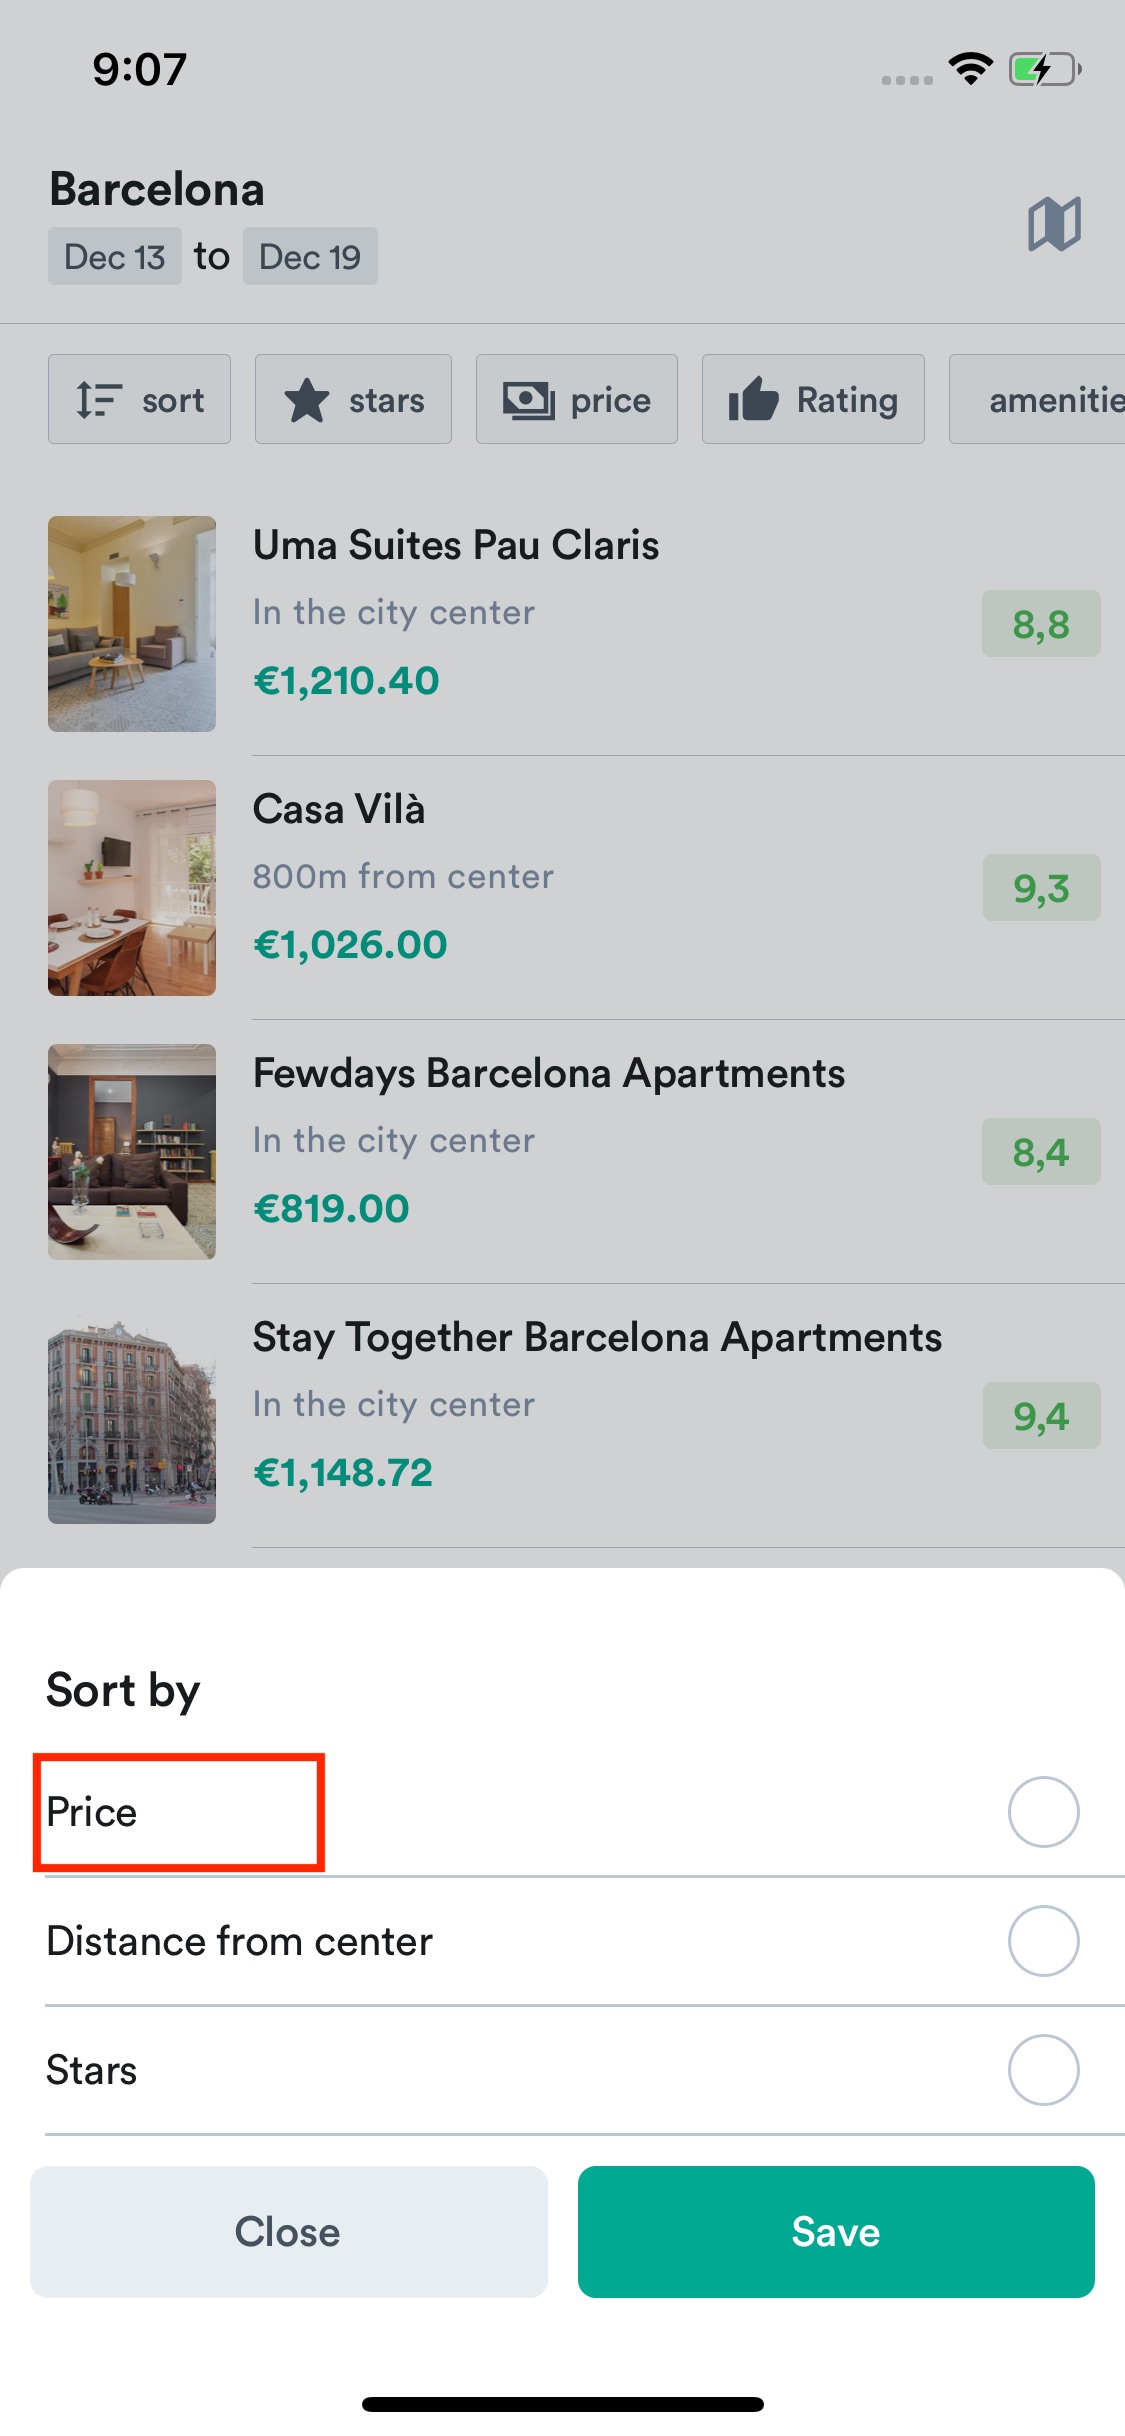 9:07
Barcelona
Dec 13 to Dec 19
sort stars price Rating amenitie
Uma Suites Pau Claris
In the city center
8,8
€1,210.40
Casa Vilà
800m from center
9,3
€1,026.00
Fewdays Barcelona Apartments
In the city center
8,4
€819.00
Stay Together Barcelona Apartments
In the city center
9,4
€1,148.72
Sort by
Price
Distance from center
Stars
Close Save